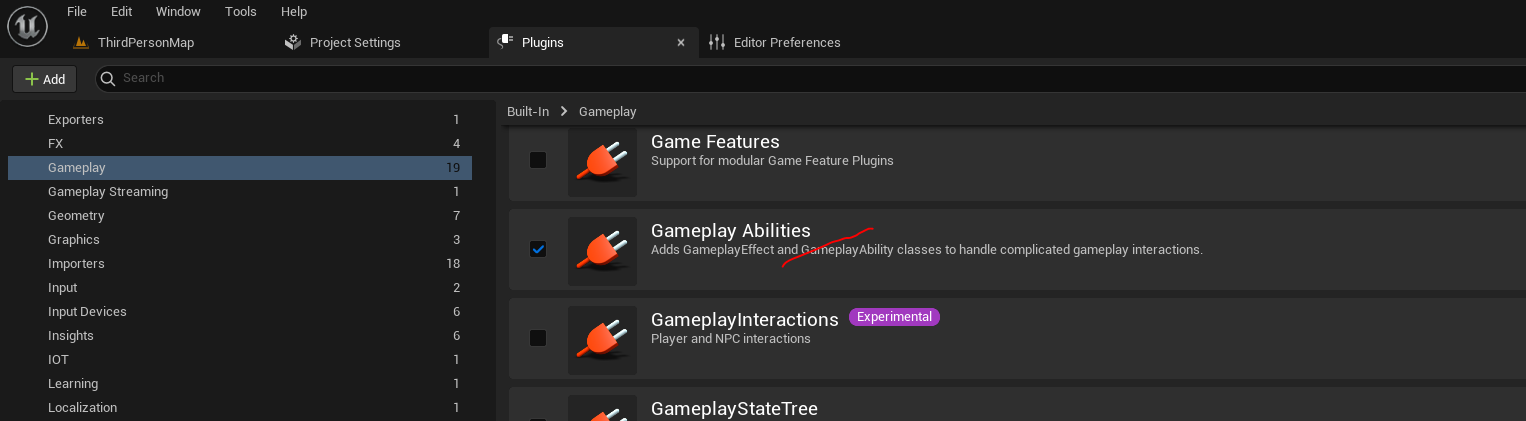 File Edit Window Tools Help
ThirdPersonMap Project Settings Plugins × Editor Preferences
+ Add Search
Built-In > Gameplay
Exporters 1
FX 4
Gameplay 19
Gameplay Streaming 1
Geometry 7
Graphics 3
Importers 18
Input 2
Input Devices 6
Insights 6
IOT 1
Learning 1
Localization 1
Game Features
Support for modular Game Feature Plugins
Gameplay Abilities
Adds GameplayEffect and GameplayAbility classes to handle complicated gameplay interactions.
GameplayInteractions Experimental
Player and NPC interactions
GameplayStateTree